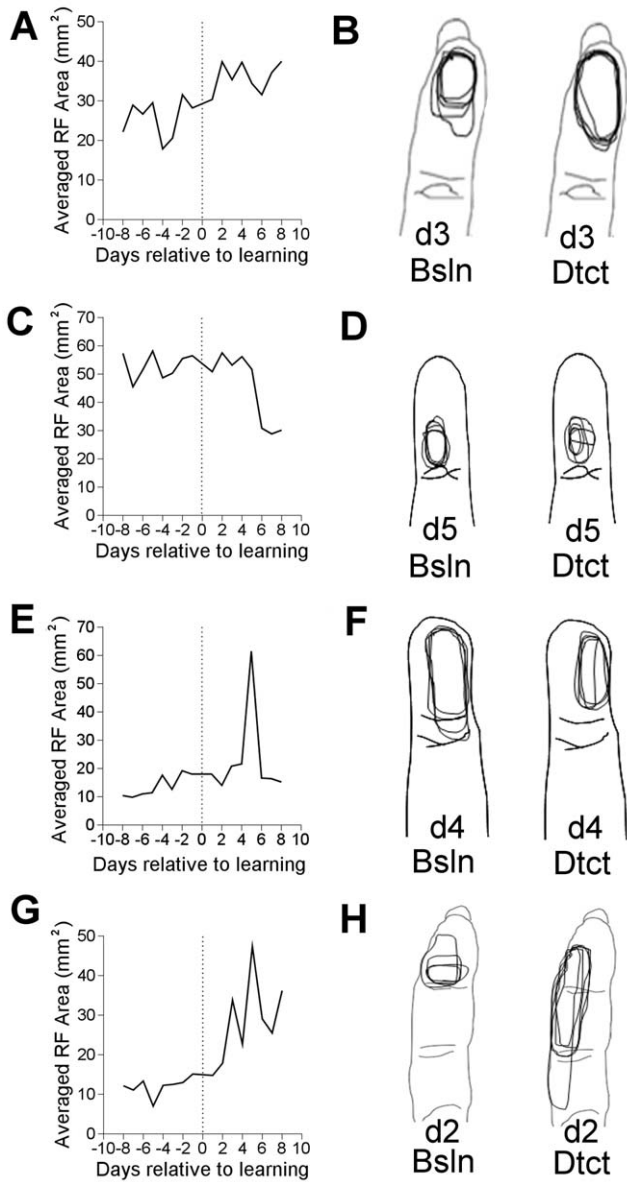 A
Averaged RF Area (mm²)
50
40
30
20
10
0
-10-8 -6 -4 -2 0 2 4 6 8 10
Days relative to learning
B
d3 d3
Bsln Dtct
C
Averaged RF Area (mm²)
70
60
50
40
30
20
10
0
-10-8 -6 -4 -2 0 2 4 6 8 10
Days relative to learning
D
d5 d5
Bsln Dtct
E
Averaged RF Area (mm²)
70
60
50
40
30
20
10
0
-10-8 -6 -4 -2 0 2 4 6 8 10
Days relative to learning
F
d4 d4
Bsln Dtct
G
Averaged RF Area (mm²)
50
40
30
20
10
0
-10-8 -6 -4 -2 0 2 4 6 8 10
Days relative to learning
H
d2 d2
Bsln Dtct